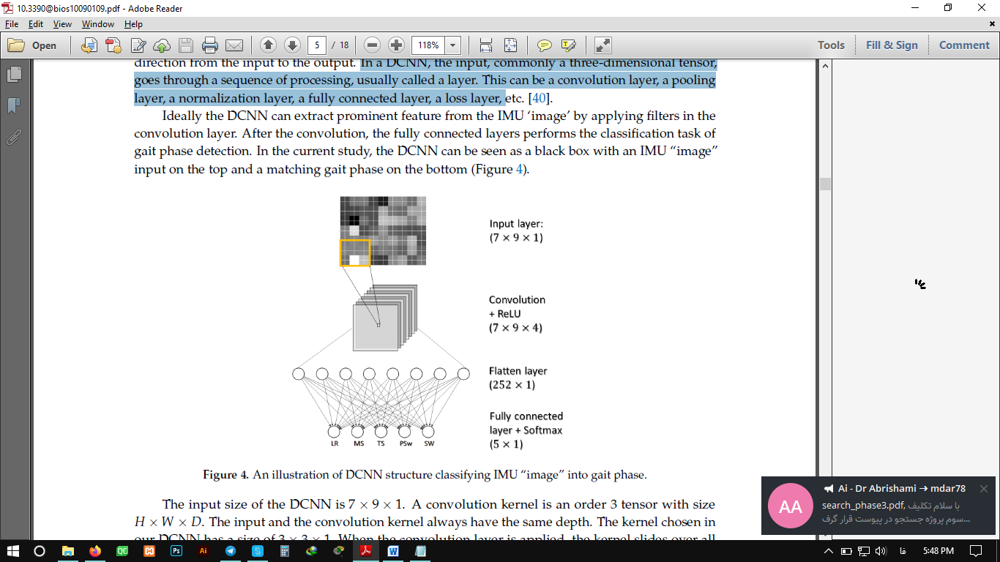 10.3390@bios10090109.pdf - Adobe Reader
File Edit View Window Help
Open
5 / 18
118%
Tools
Fill & Sign
Comment
direction from the input to the output. In a DCNN, the input, commonly a three-dimensional tensor,
goes through a sequence of processing, usually called a layer. This can be a convolution layer, a pooling
layer, a normalization layer, a fully connected layer, a loss layer, etc. [40].
Ideally the DCNN can extract prominent feature from the IMU ‘image’ by applying filters in the
convolution layer. After the convolution, the fully connected layers performs the classification task of
gait phase detection. In the current study, the DCNN can be seen as a black box with an IMU “image”
input on the top and a matching gait phase on the bottom (Figure 4).
Input layer:
(7 × 9 × 1)
Convolution
+ ReLU
(7 × 9 × 4)
Flatten layer
(252 × 1)
Fully connected
layer + Softmax
(5 × 1)
LR MS TS PSw SW
Figure 4. An illustration of DCNN structure classifying IMU “image” into gait phase.
The input size of the DCNN is 7 × 9 × 1. A convolution kernel is an order 3 tensor with size
H × W × D. The input and the convolution kernel always have the same depth. The kernel chosen in
our DCNN has a size of 3 × 3 × 1. When the convolution layer is applied, the kernel slides over all
AA
Ai - Dr Abrishami → mdar78
search_phase3.pdf, با سلام تکلیف
سوم پروژه جستجو در پیوست قرار گرف...
QC
Ps
Ai
W
فا
5:48 PM